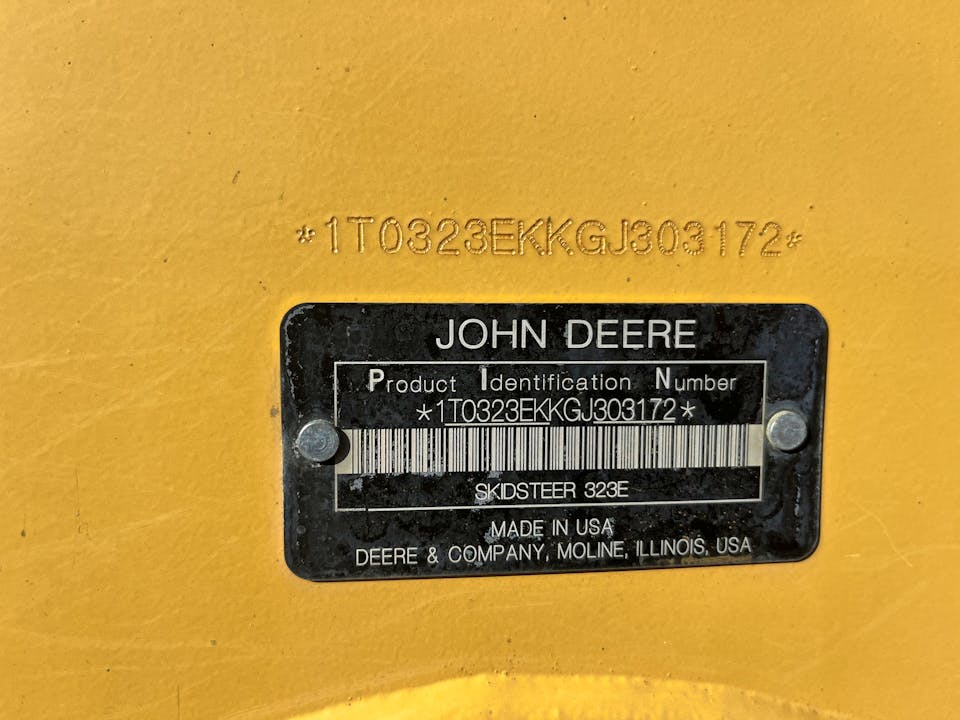 *1T0323EKKGJ303172*
JOHN DEERE
Product Identification Number
*1T0323EKKGJ303172*
SKIDSTEER 323E
MADE IN USA
DEERE & COMPANY, MOLINE, ILLINOIS, USA